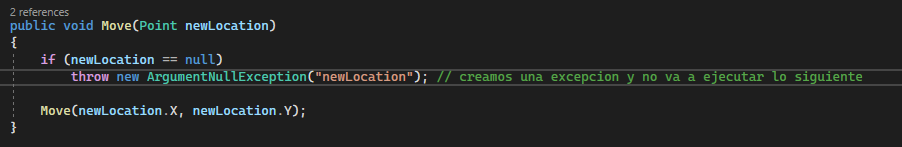 2 references
public void Move(Point newLocation)
{
if (newLocation == null)
throw new ArgumentNullException("newLocation"); // creamos una excepcion y no va a ejecutar lo siguiente
Move(newLocation.X, newLocation.Y);
}